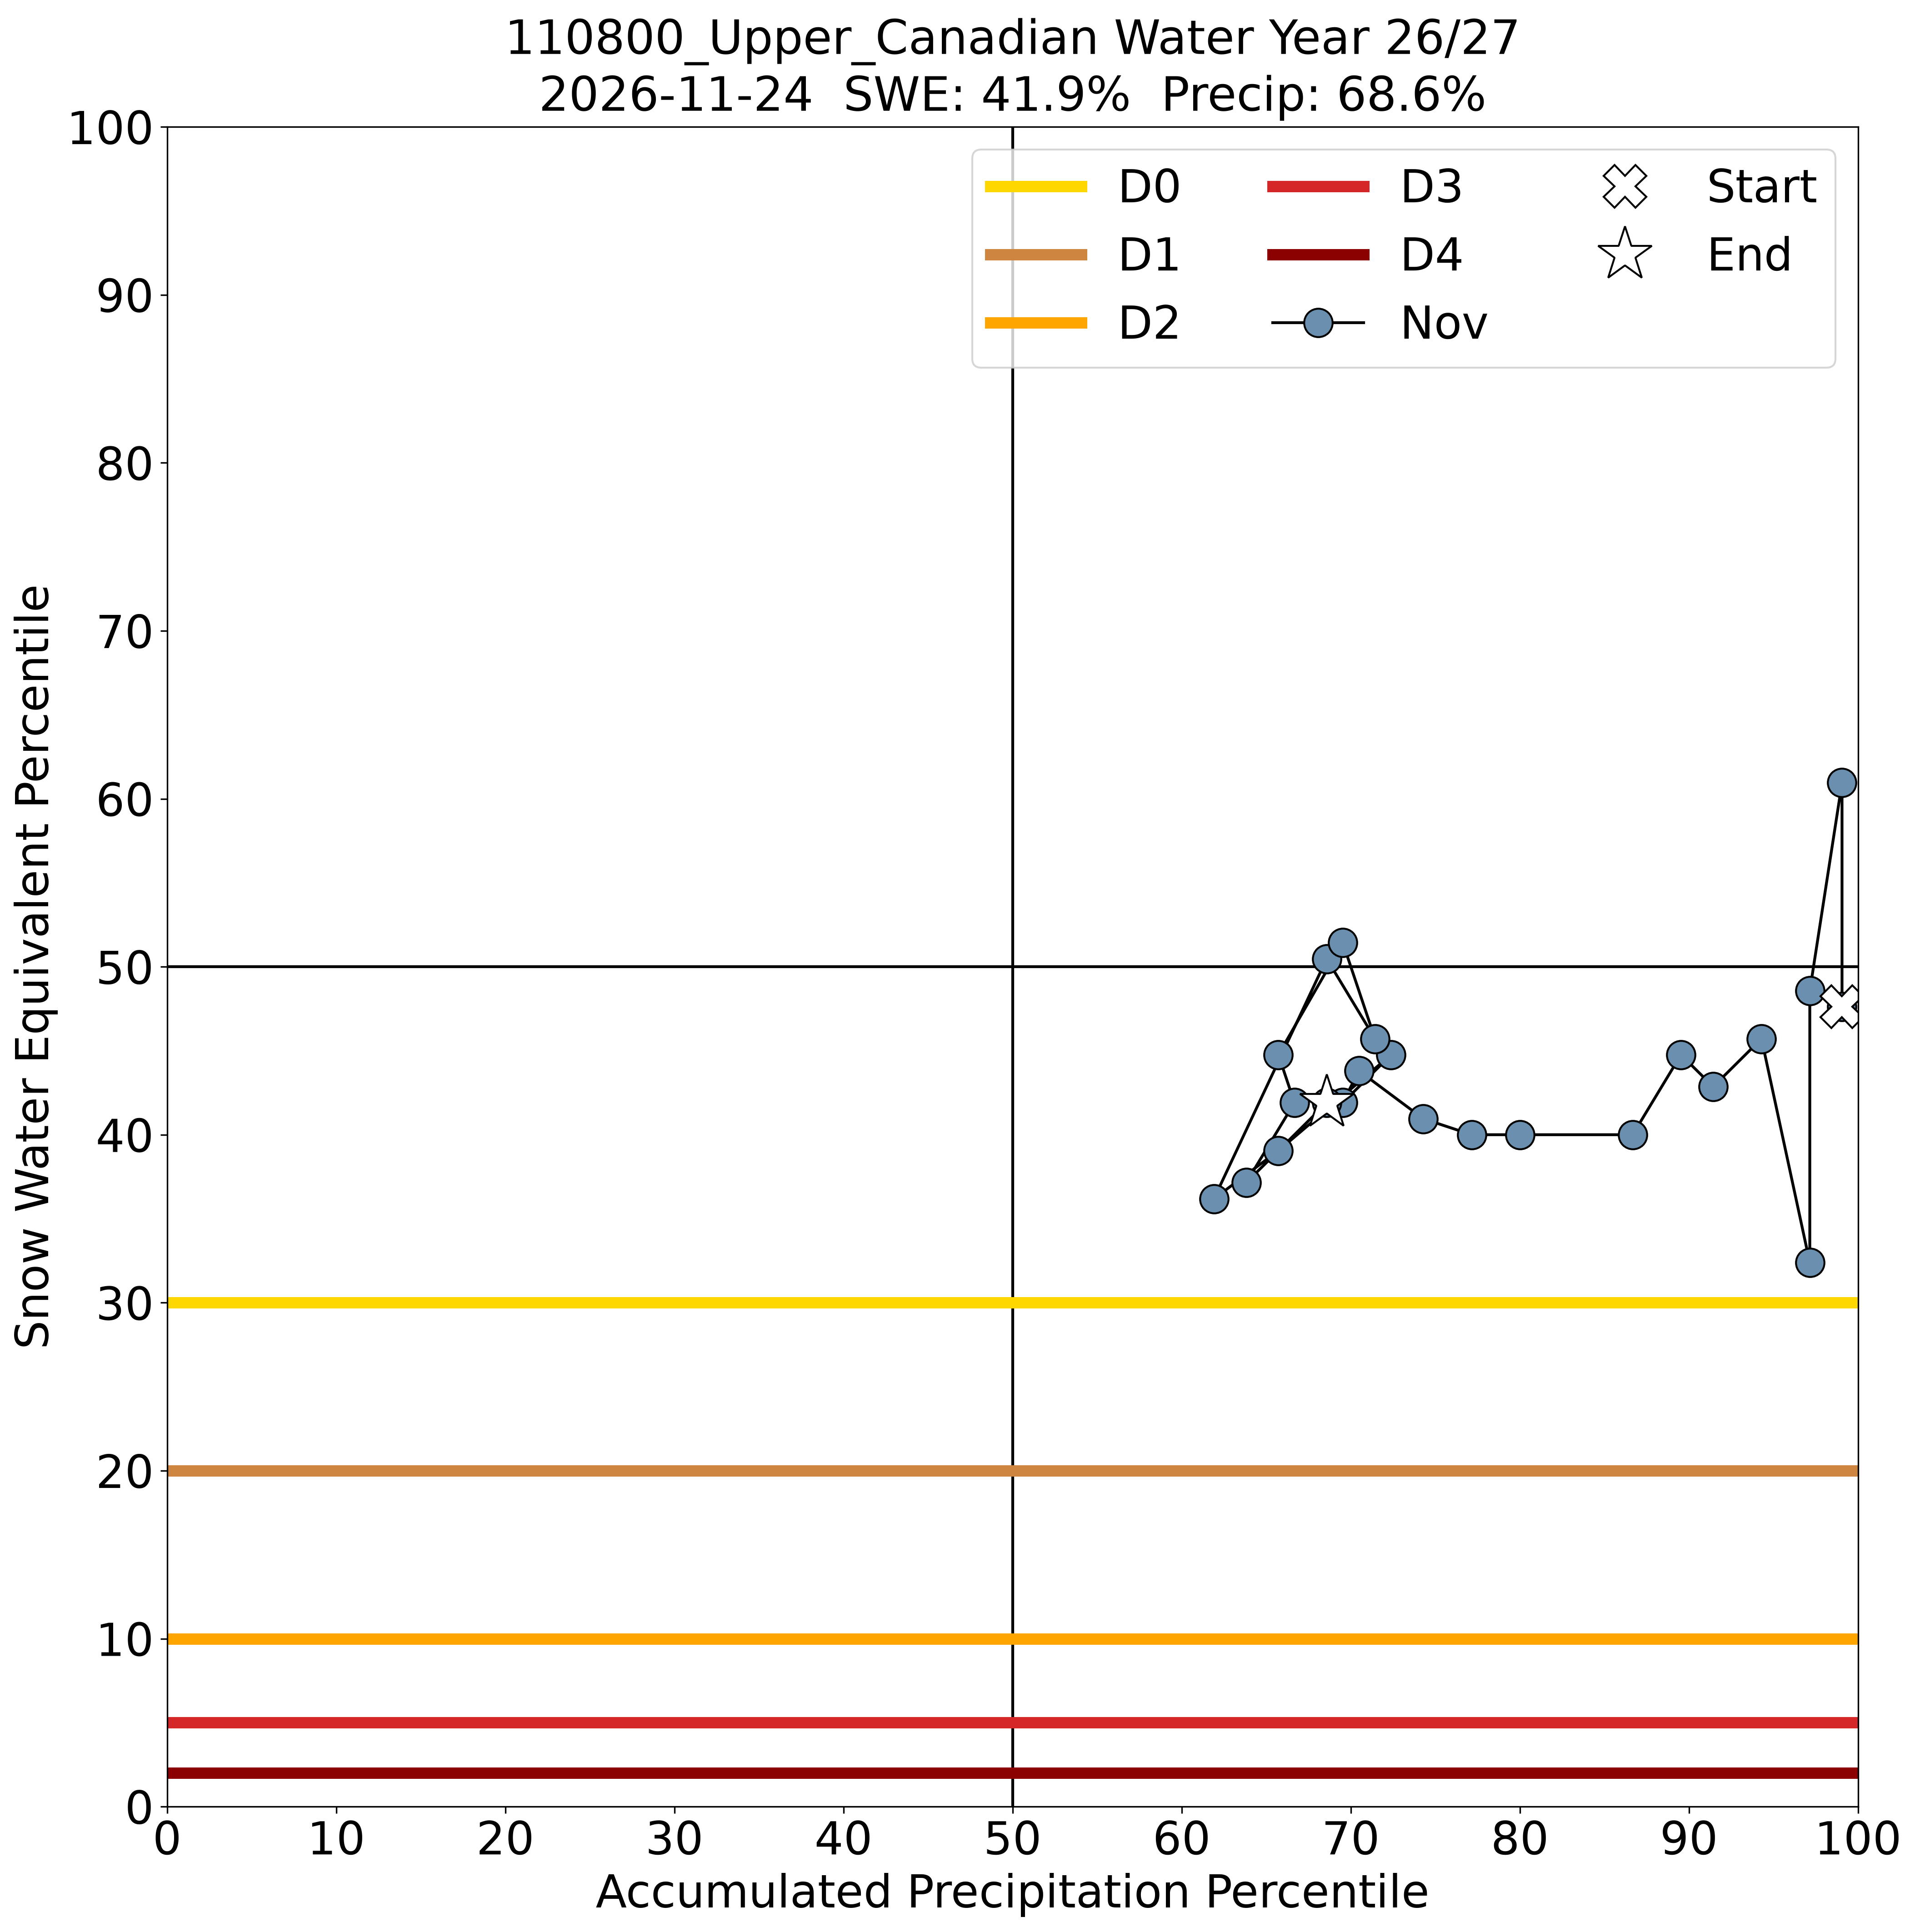 110800_Upper_Canadian Water Year 26/27
2026-11-24  SWE: 41.9%  Precip: 68.6%
100
90
80
70
60
50
40
30
20
10
0
Snow Water Equivalent Percentile
D0
D1
D2
D3
D4
Nov
Start
End
0 10 20 30 40 50 60 70 80 90 100
Accumulated Precipitation Percentile